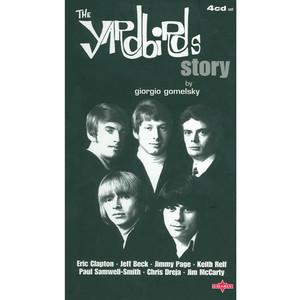 THE
4cd set
YARDBIRDS
story
by
giorgio gomelsky
Eric Clapton - Jeff Beck - Jimmy Page - Keith Relf
Paul Samwell-Smith - Chris Dreja - Jim McCarty